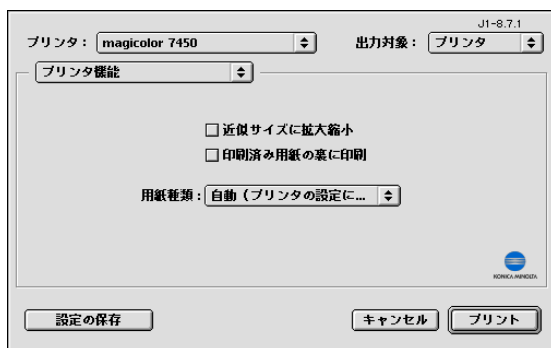 J1-8.7.1
プリンタ： magicolor 7450 出力対象： プリンタ
プリンタ機能
近似サイズに拡大縮小
印刷済み用紙の裏に印刷
用紙種類： 自動（プリンタの設定に...
KONICA MINOLTA
設定の保存 キャンセル プリント